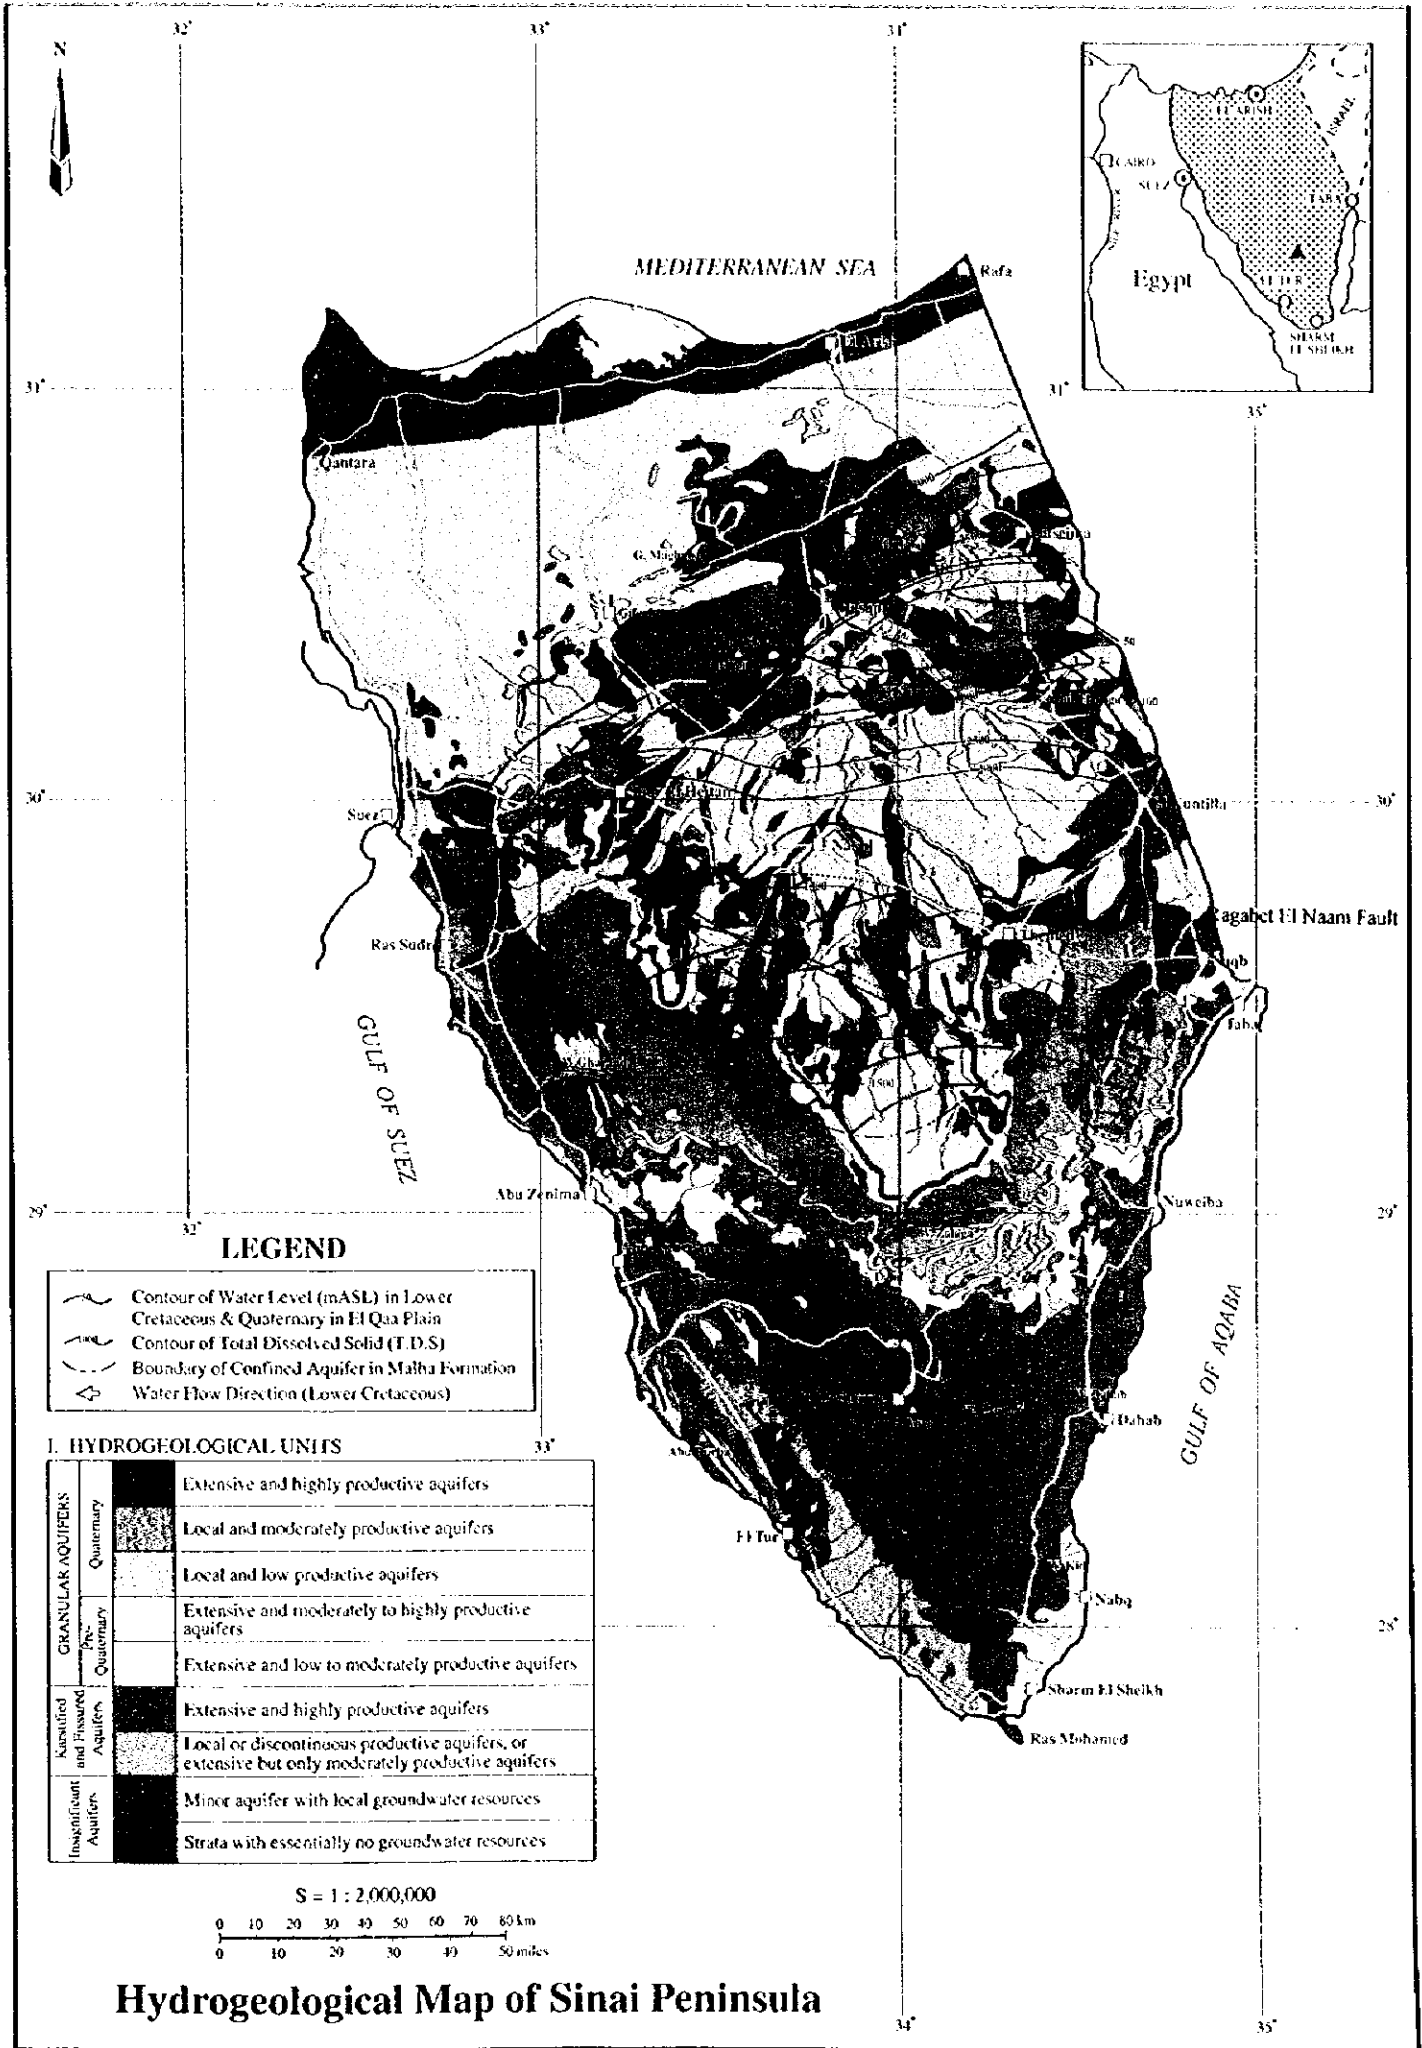 32°
33°
N
EL ARISH
ISRAEL
CAIRO
SUEZ
TABA
Egypt
SHARM
EL SHEIKH
MEDITERRANEAN SEA
Rafa
31°
31°
35°
Qantara
50
30°
Suez
30°
Ragabet El Naam Fault
Ras Sudr
Taba
GULF OF SUEZ
1500
Abu Zenima
Nuweiba
29°
29°
32°
LEGEND
Contour of Water Level (mASL) in Lower
Cretaceous & Quaternary in El Qaa Plain
Contour of Total Dissolved Solid (T.D.S)
Boundary of Confined Aquifer in Malha Formation
Water Flow Direction (Lower Cretaceous)
GULF OF AQABA
Dahab
33°
I. HYDROGEOLOGICAL UNITS
GRANULAR AQUIFERS
Quaternary
Extensive and highly productive aquifers
Local and moderately productive aquifers
Local and low productive aquifers
Pre-
Quaternary
Extensive and moderately to highly productive
aquifers
Extensive and low to moderately productive aquifers
Karstified
and Fissured
Aquifers
Extensive and highly productive aquifers
Local or discontinuous productive aquifers, or
extensive but only moderately productive aquifers
Insignificant
Aquifers
Minor aquifer with local groundwater resources
Strata with essentially no groundwater resources
El Tur
Nabq
28°
Sharm El Sheikh
Ras Mohamed
S = 1 : 2,000,000
0 10 20 30 40 50 60 70 80 km
0 10 20 30 40 50 miles
Hydrogeological Map of Sinai Peninsula
34°
35°